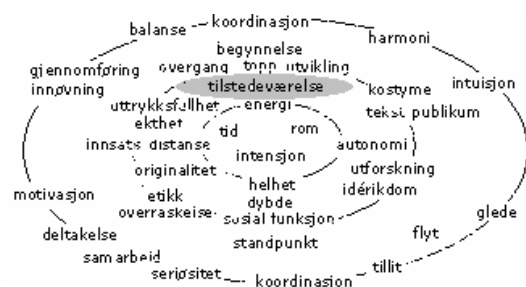 koordinasjon
balanse
harmoni
begynnelse
overgang topp utvikling
gjennomføring
innøvning
tilstedeværelse
intuisjon
kostyme
uttrykksfullhet energi
tekst publikum
ekthet tid rom
innsats distanse autonomi
intensjon
originalitet utforskning
helhet
motivasjon etikk idérikdom
dybde
overraskelse sosial funksjon glede
deltakelse standpunkt flyt
samarbeid
seriøsitet koordinasjon tillit